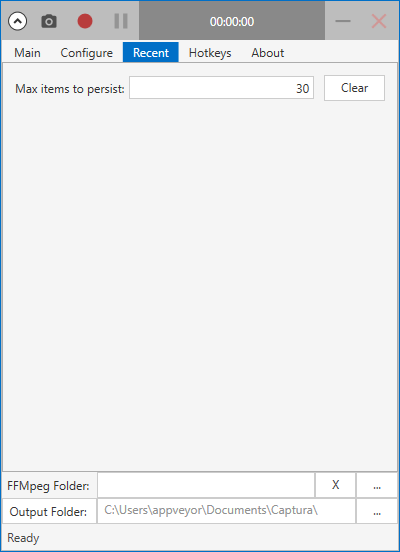 00:00:00
Main Configure Recent Hotkeys About
Max items to persist: 30 Clear
FFMpeg Folder: X ...
Output Folder: C:\Users\appveyor\Documents\Captura\ ...
Ready